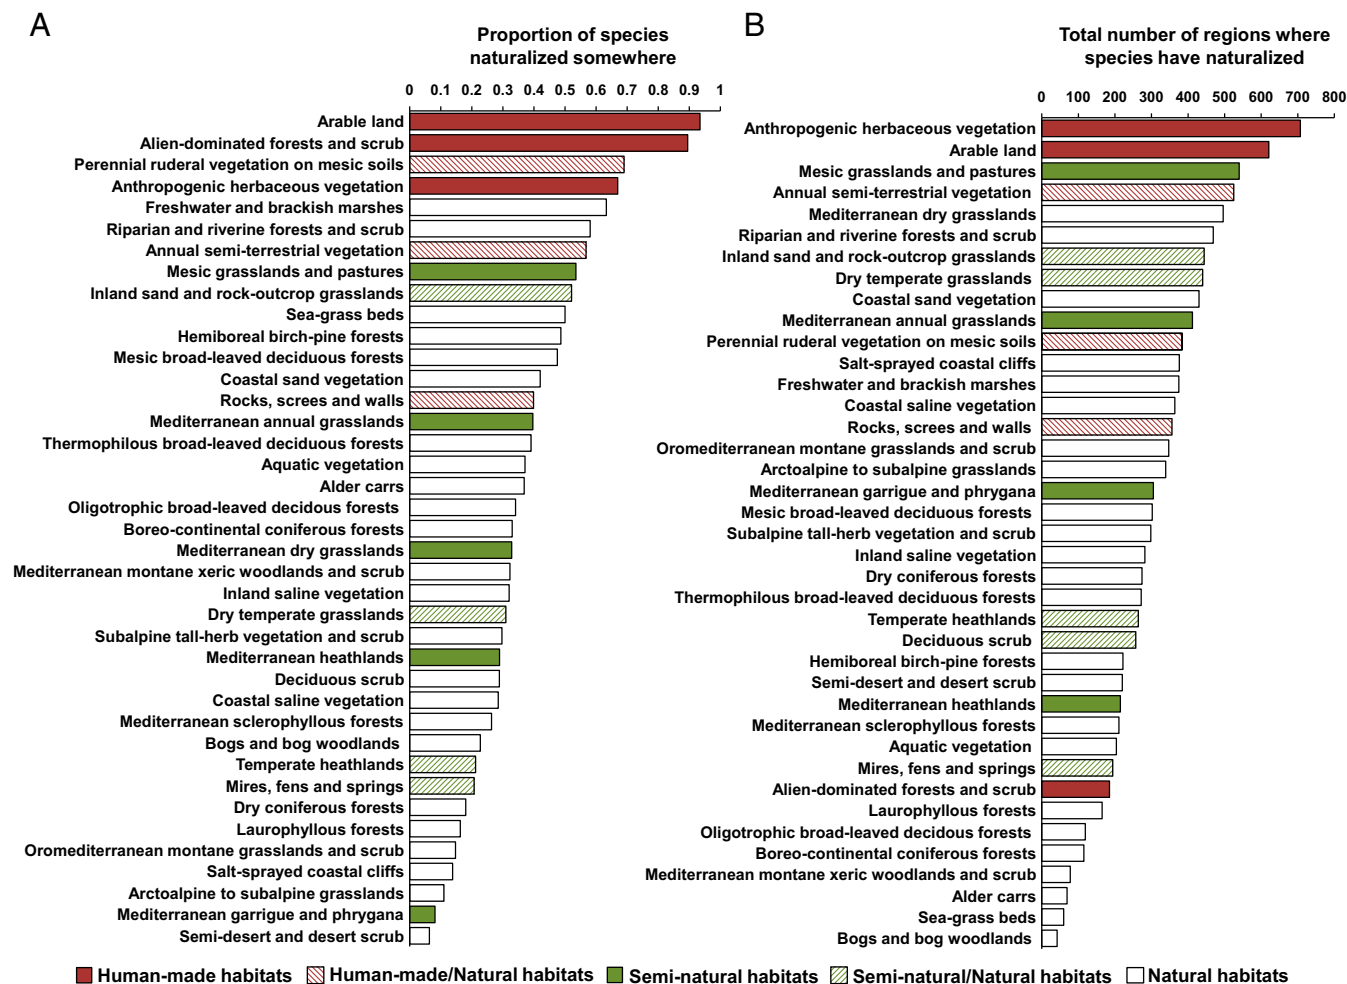 A
Proportion of species
naturalized somewhere
0 0.1 0.2 0.3 0.4 0.5 0.6 0.7 0.8 0.9 1
Arable land
Alien-dominated forests and scrub
Perennial ruderal vegetation on mesic soils
Anthropogenic herbaceous vegetation
Freshwater and brackish marshes
Riparian and riverine forests and scrub
Annual semi-terrestrial vegetation
Mesic grasslands and pastures
Inland sand and rock-outcrop grasslands
Sea-grass beds
Hemiboreal birch-pine forests
Mesic broad-leaved deciduous forests
Coastal sand vegetation
Rocks, screes and walls
Mediterranean annual grasslands
Thermophilous broad-leaved deciduous forests
Aquatic vegetation
Alder carrs
Oligotrophic broad-leaved decidous forests
Boreo-continental coniferous forests
Mediterranean dry grasslands
Mediterranean montane xeric woodlands and scrub
Inland saline vegetation
Dry temperate grasslands
Subalpine tall-herb vegetation and scrub
Mediterranean heathlands
Deciduous scrub
Coastal saline vegetation
Mediterranean sclerophyllous forests
Bogs and bog woodlands
Temperate heathlands
Mires, fens and springs
Dry coniferous forests
Laurophyllous forests
Oromediterranean montane grasslands and scrub
Salt-sprayed coastal cliffs
Arctoalpine to subalpine grasslands
Mediterranean garrigue and phrygana
Semi-desert and desert scrub
B
Total number of regions where
species have naturalized
0 100 200 300 400 500 600 700 800
Anthropogenic herbaceous vegetation
Arable land
Mesic grasslands and pastures
Annual semi-terrestrial vegetation
Mediterranean dry grasslands
Riparian and riverine forests and scrub
Inland sand and rock-outcrop grasslands
Dry temperate grasslands
Coastal sand vegetation
Mediterranean annual grasslands
Perennial ruderal vegetation on mesic soils
Salt-sprayed coastal cliffs
Freshwater and brackish marshes
Coastal saline vegetation
Rocks, screes and walls
Oromediterranean montane grasslands and scrub
Arctoalpine to subalpine grasslands
Mediterranean garrigue and phrygana
Mesic broad-leaved deciduous forests
Subalpine tall-herb vegetation and scrub
Inland saline vegetation
Dry coniferous forests
Thermophilous broad-leaved deciduous forests
Temperate heathlands
Deciduous scrub
Hemiboreal birch-pine forests
Semi-desert and desert scrub
Mediterranean heathlands
Mediterranean sclerophyllous forests
Aquatic vegetation
Mires, fens and springs
Alien-dominated forests and scrub
Laurophyllous forests
Oligotrophic broad-leaved decidous forests
Boreo-continental coniferous forests
Mediterranean montane xeric woodlands and scrub
Alder carrs
Sea-grass beds
Bogs and bog woodlands
Human-made habitats Human-made/Natural habitats Semi-natural habitats Semi-natural/Natural habitats Natural habitats